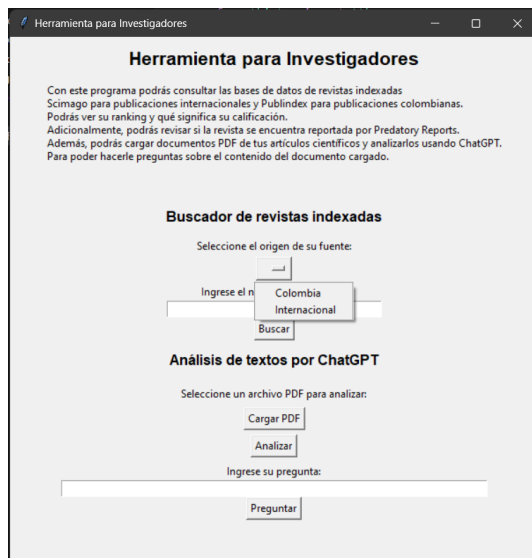 Herramienta para Investigadores
Herramienta para Investigadores
Con este programa podrás consultar las bases de datos de revistas indexadas
Scimago para publicaciones internacionales y Publindex para publicaciones colombianas.
Podrás ver su ranking y qué significa su calificación.
Adicionalmente, podrás revisar si la revista se encuentra reportada por Predatory Reports.
Además, podrás cargar documentos PDF de tus artículos científicos y analizarlos usando ChatGPT.
Para poder hacerle preguntas sobre el contenido del documento cargado.
Buscador de revistas indexadas
Seleccione el origen de su fuente:
Colombia
Ingrese el
Internacional
Buscar
Análisis de textos por ChatGPT
Seleccione un archivo PDF para analizar:
Cargar PDF
Analizar
Ingrese su pregunta:
Preguntar